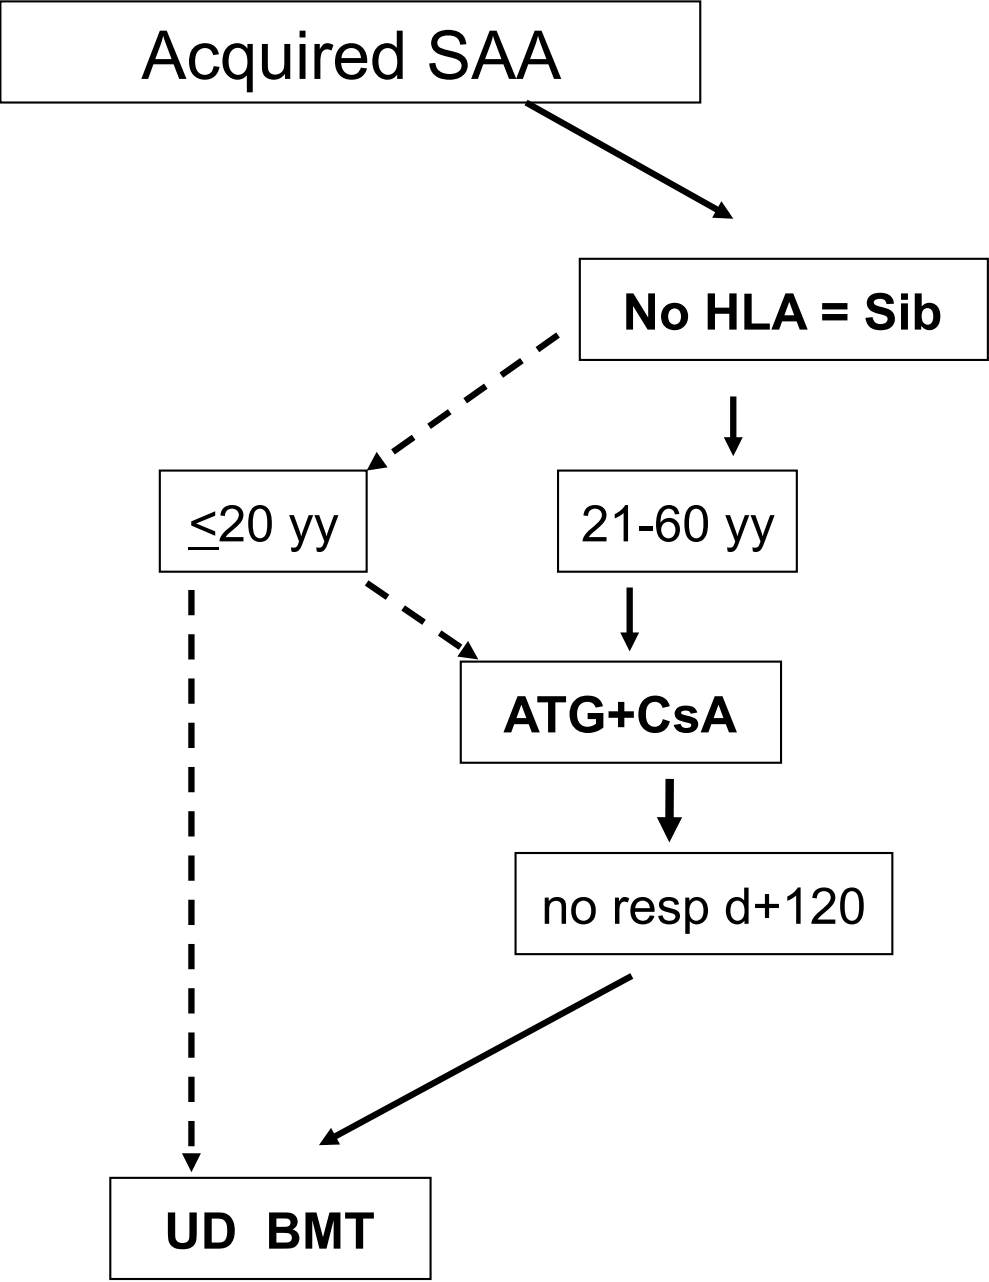 Acquired SAA
No HLA = Sib
<20 yy
21-60 yy
ATG+CsA
no resp d+120
UD BMT